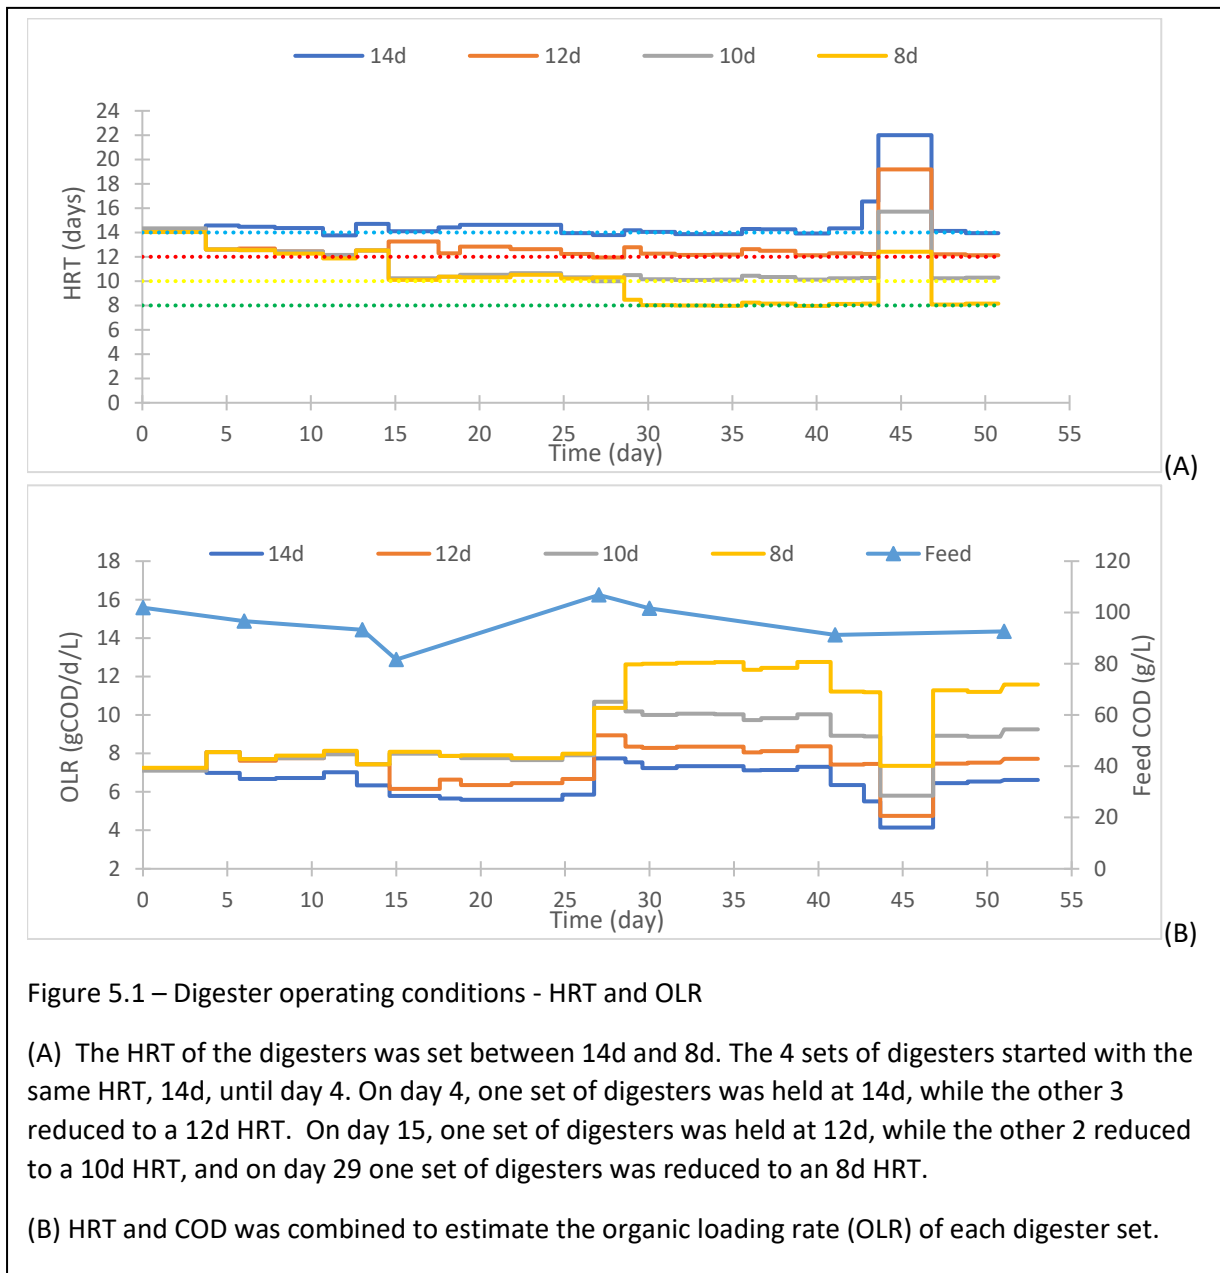 14d 12d 10d 8d
24
22
20
18
16
14
12
10
8
6
4
2
0
HRT (days)
0 5 10 15 20 25 30 35 40 45 50 55
Time (day)
(A)
14d 12d 10d 8d Feed
18
16
14
12
10
8
6
4
2
OLR (gCOD/d/L)
120
100
80
60
40
20
0
Feed COD (g/L)
0 5 10 15 20 25 30 35 40 45 50 55
Time (day)
(B)
Figure 5.1 – Digester operating conditions - HRT and OLR
(A) The HRT of the digesters was set between 14d and 8d. The 4 sets of digesters started with the
same HRT, 14d, until day 4. On day 4, one set of digesters was held at 14d, while the other 3
reduced to a 12d HRT. On day 15, one set of digesters was held at 12d, while the other 2 reduced
to a 10d HRT, and on day 29 one set of digesters was reduced to an 8d HRT.
(B) HRT and COD was combined to estimate the organic loading rate (OLR) of each digester set.